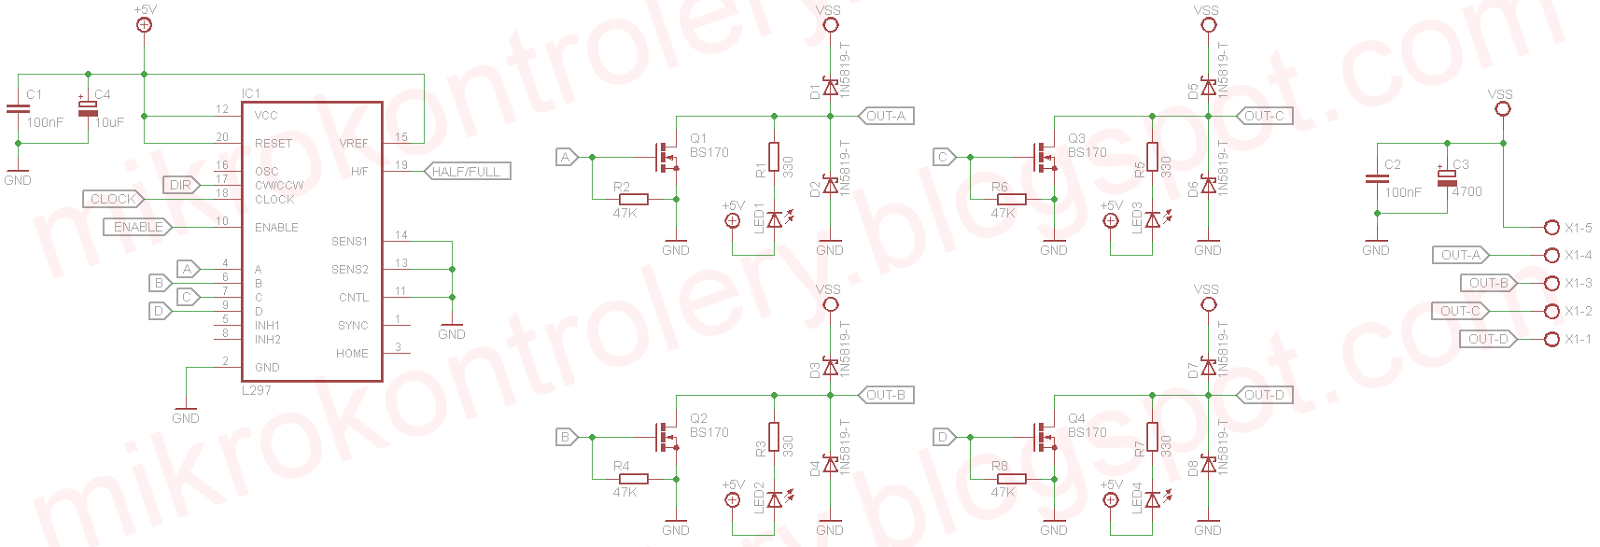 +5V
C1
100nF
+
C4
10uF
GND
IC1
12
VCC
20
RESET
VREF
15
16
OSC
H/F
19
HALF/FULL
DIR
17
CW/CCW
CLOCK
18
CLOCK
ENABLE
10
ENABLE
SENS1
14
A
4
A
SENS2
13
B
6
B
C
7
C
CNTL
11
D
9
D
5
INH1
SYNC
1
8
INH2
HOME
3
GND
2
GND
L297
GND
VSS
D1
1N5819-T
OUT-A
A
Q1
BS170
R1
330
D2
1N5819-T
R2
47K
+5V
LED1
GND
GND
VSS
D5
1N5819-T
OUT-C
C
Q3
BS170
R5
330
D6
1N5819-T
R6
47K
+5V
LED3
GND
GND
VSS
D3
1N5819-T
OUT-B
B
Q2
BS170
R3
330
D4
1N5819-T
R4
47K
+5V
LED2
GND
GND
VSS
D7
1N5819-T
OUT-D
D
Q4
BS170
R7
330
D8
1N5819-T
R8
47K
+5V
LED4
GND
GND
VSS
C2
100nF
+
C3
4700
GND
X1-5
OUT-A
X1-4
OUT-B
X1-3
OUT-C
X1-2
OUT-D
X1-1
mikrokontrolery.blogspot.com
mikrokontrolery.blogspot.com